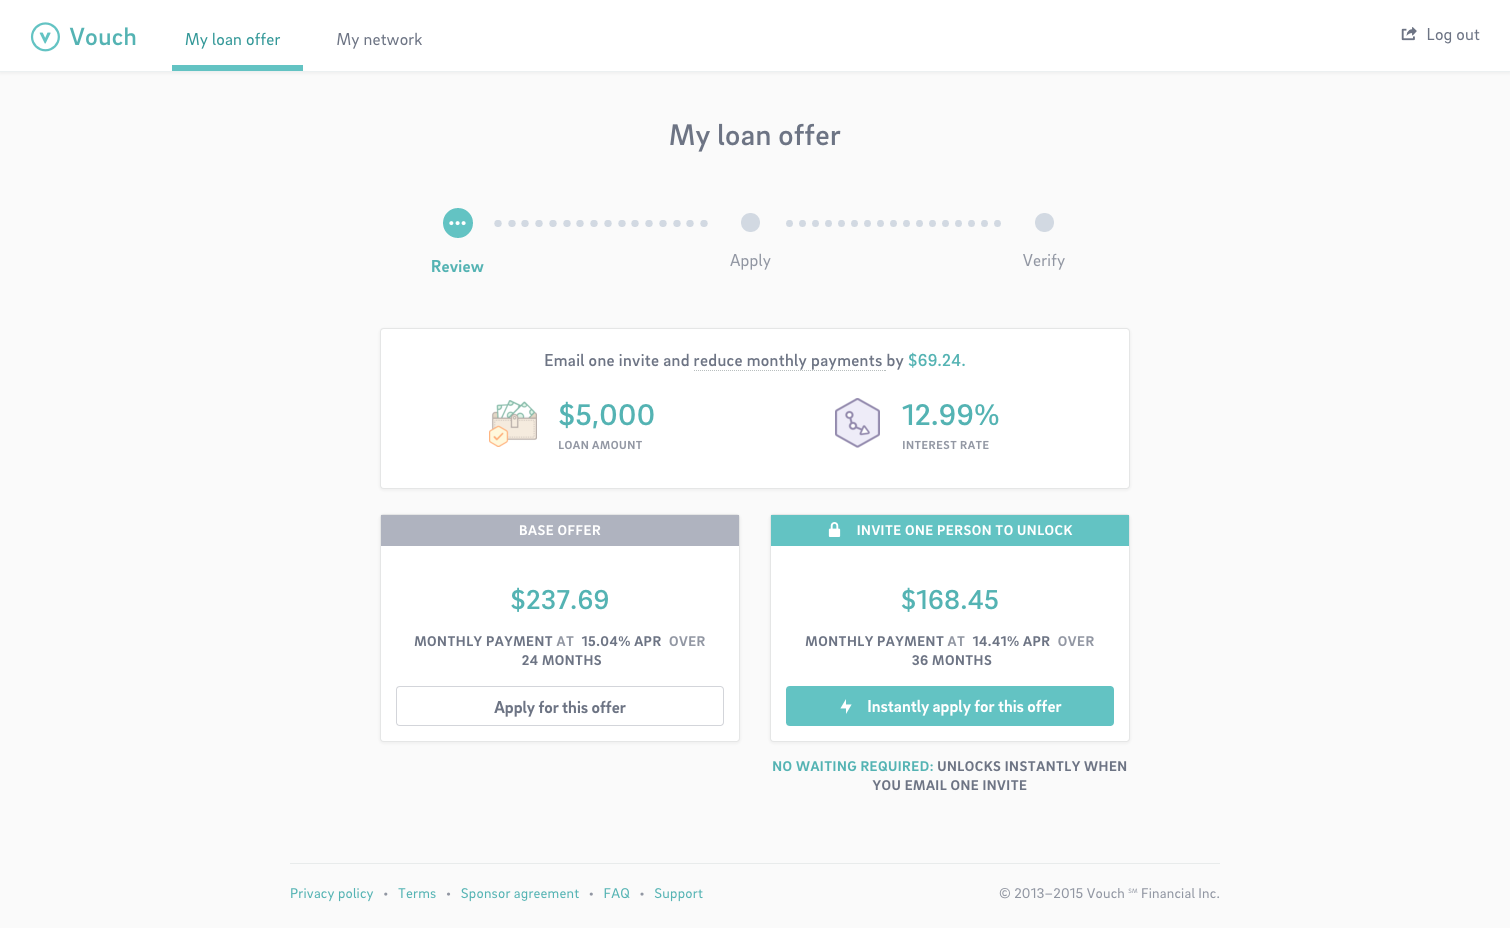 Vouch
My loan offer
My network
Log out
My loan offer
Review
Apply
Verify
Email one invite and reduce monthly payments by $69.24.
$5,000
LOAN AMOUNT
12.99%
INTEREST RATE
BASE OFFER
$237.69
MONTHLY PAYMENT AT 15.04% APR OVER
24 MONTHS
Apply for this offer
INVITE ONE PERSON TO UNLOCK
$168.45
MONTHLY PAYMENT AT 14.41% APR OVER
36 MONTHS
Instantly apply for this offer
NO WAITING REQUIRED: UNLOCKS INSTANTLY WHEN
YOU EMAIL ONE INVITE
Privacy policy • Terms • Sponsor agreement • FAQ • Support
© 2013–2015 Vouch ℠ Financial Inc.